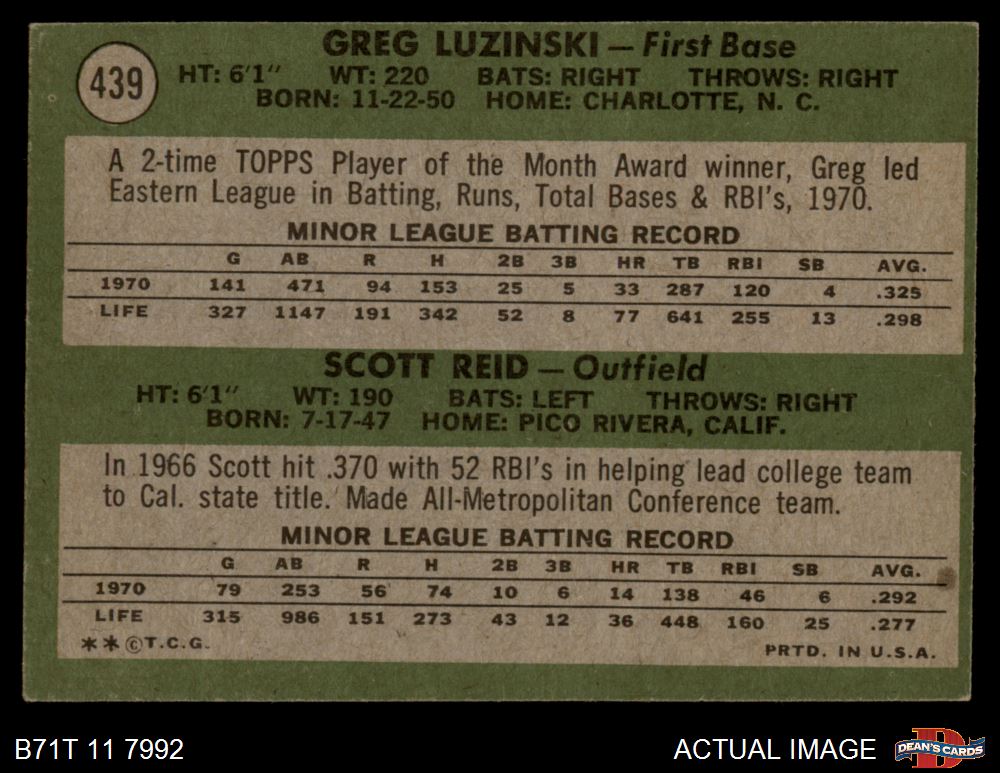 439
GREG LUZINSKI — First Base
HT: 6'1" WT: 220 BATS: RIGHT THROWS: RIGHT
BORN: 11-22-50 HOME: CHARLOTTE, N. C.
A 2-time TOPPS Player of the Month Award winner, Greg led
Eastern League in Batting, Runs, Total Bases & RBI's, 1970.
MINOR LEAGUE BATTING RECORD
G AB R H 2B 3B HR TB RBI SB AVG.
1970 141 471 94 153 25 5 33 287 120 4 .325
LIFE 327 1147 191 342 52 8 77 641 255 13 .298
SCOTT REID — Outfield
HT: 6'1" WT: 190 BATS: LEFT THROWS: RIGHT
BORN: 7-17-47 HOME: PICO RIVERA, CALIF.
In 1966 Scott hit .370 with 52 RBI's in helping lead college team
to Cal. state title. Made All-Metropolitan Conference team.
MINOR LEAGUE BATTING RECORD
G AB R H 2B 3B HR TB RBI SB AVG.
1970 79 253 56 74 10 6 14 138 46 6 .292
LIFE 315 986 151 273 43 12 36 448 160 25 .277
**©T.C.G. PRTD. IN U.S.A.
B71T 11 7992 ACTUAL IMAGE D DEAN'S CARDS